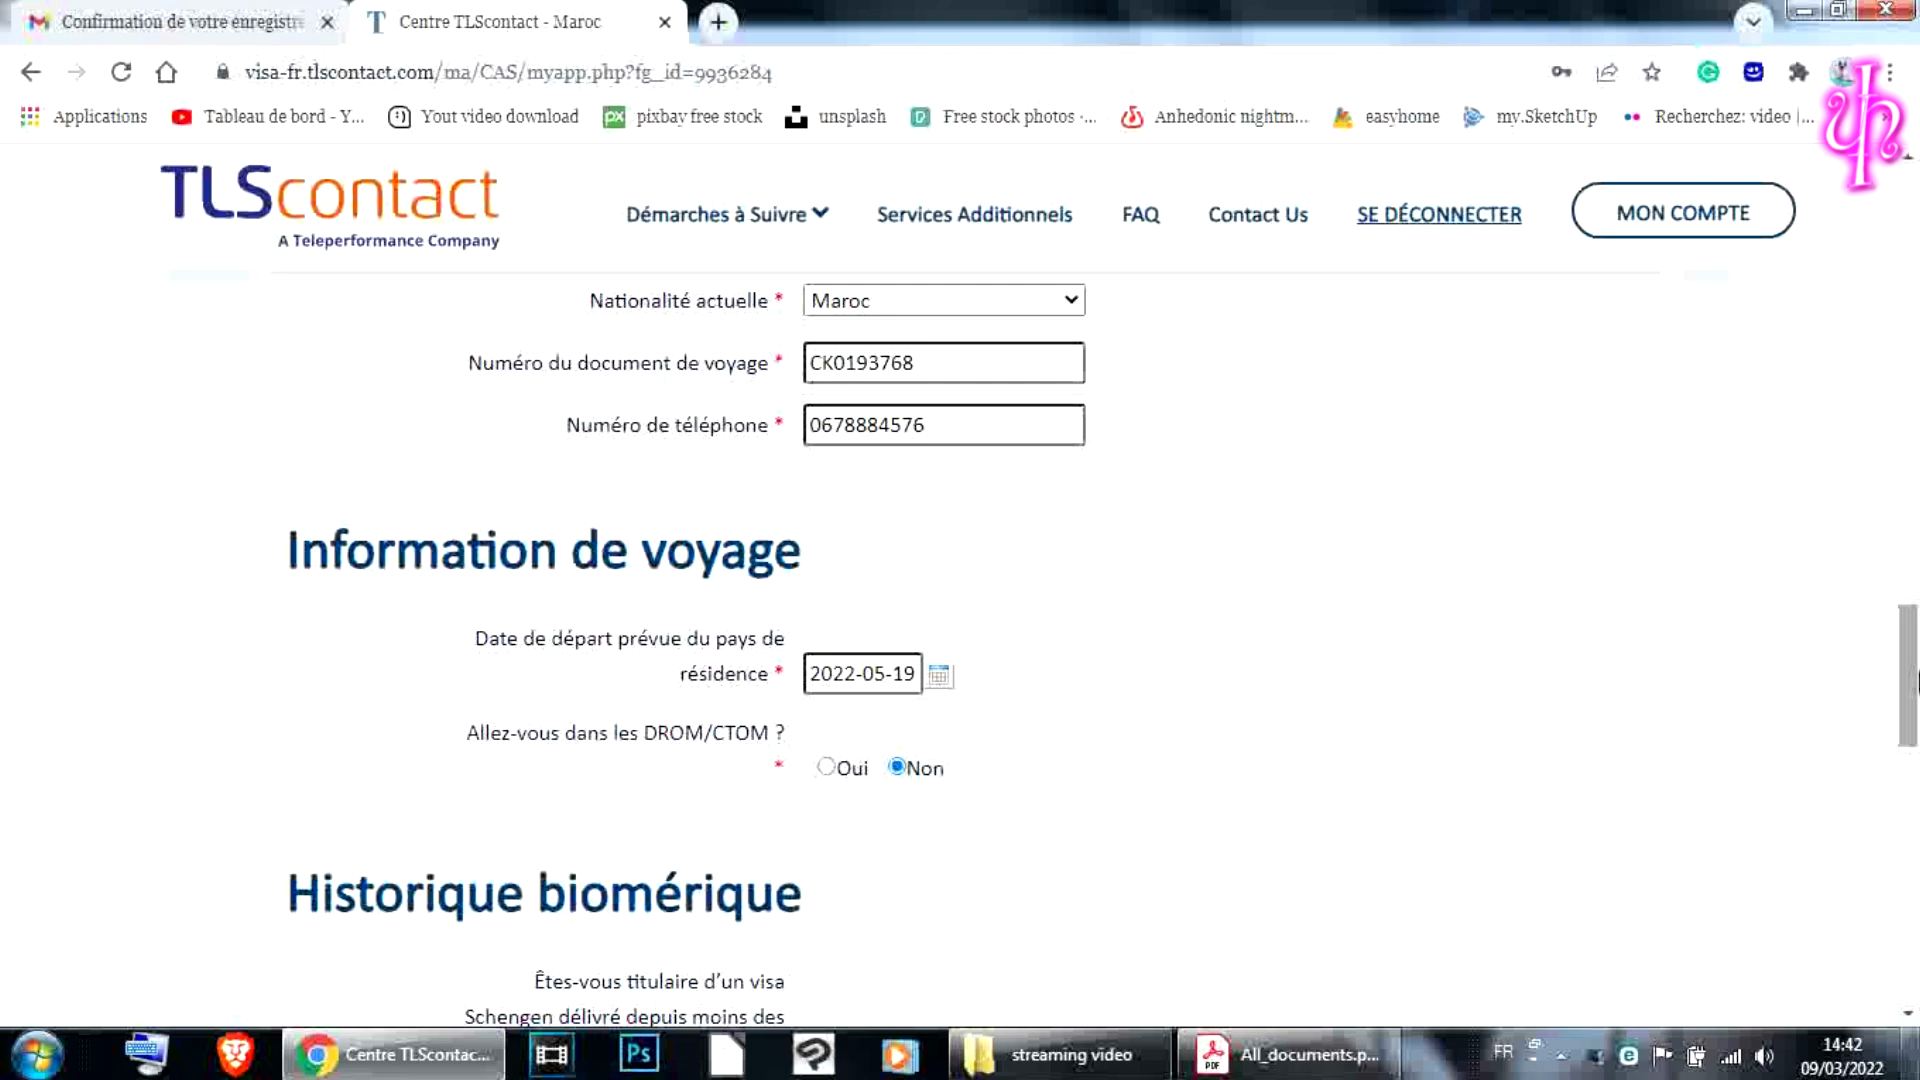 Confirmation de votre enregistre
Centre TLScontact - Maroc
visa-fr.tlscontact.com/ma/CAS/myapp.php?fg_id=9936284
Applications
Tableau de bord - Y...
Yout video download
pixbay free stock
unsplash
Free stock photos ·...
Anhedonic nightm...
easyhome
my.SketchUp
Recherchez: video |...
TLScontact
A Teleperformance Company
Démarches à Suivre
Services Additionnels
FAQ
Contact Us
SE DÉCONNECTER
MON COMPTE
Nationalité actuelle *
Maroc
Numéro du document de voyage *
CK0193768
Numéro de téléphone *
0678884576
Information de voyage
Date de départ prévue du pays de
résidence *
2022-05-19
Allez-vous dans les DROM/CTOM ?
*
Oui
Non
Historique biomérique
Êtes-vous titulaire d'un visa
Schengen délivré depuis moins des
Centre TLScontac...
Ps
streaming video
PDF
All_documents.p...
FR
14:42
09/03/2022